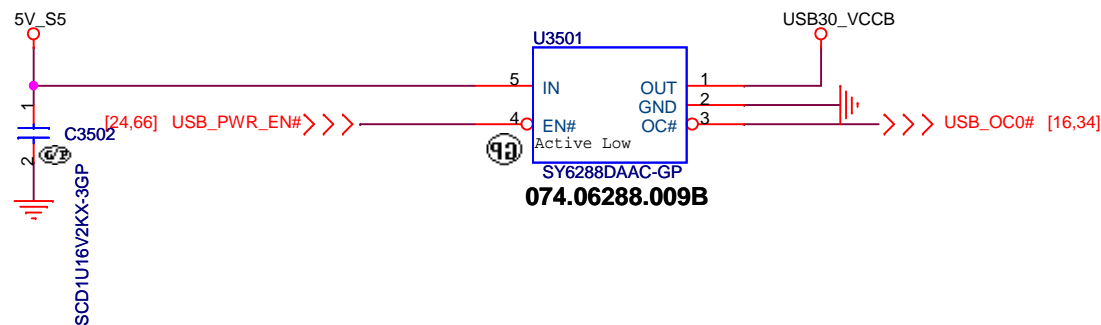 5V_S5
USB30_VCCB
U3501
5
IN
OUT
1
GND
2
1
C3502
[24,66] USB_PWR_EN#
4
EN#
OC#
3
USB_OC0# [16,34]
Active Low
GP
G/P
2
SY6288DAAC-GP
074.06288.009B
SCD1U16V2KX-3GP